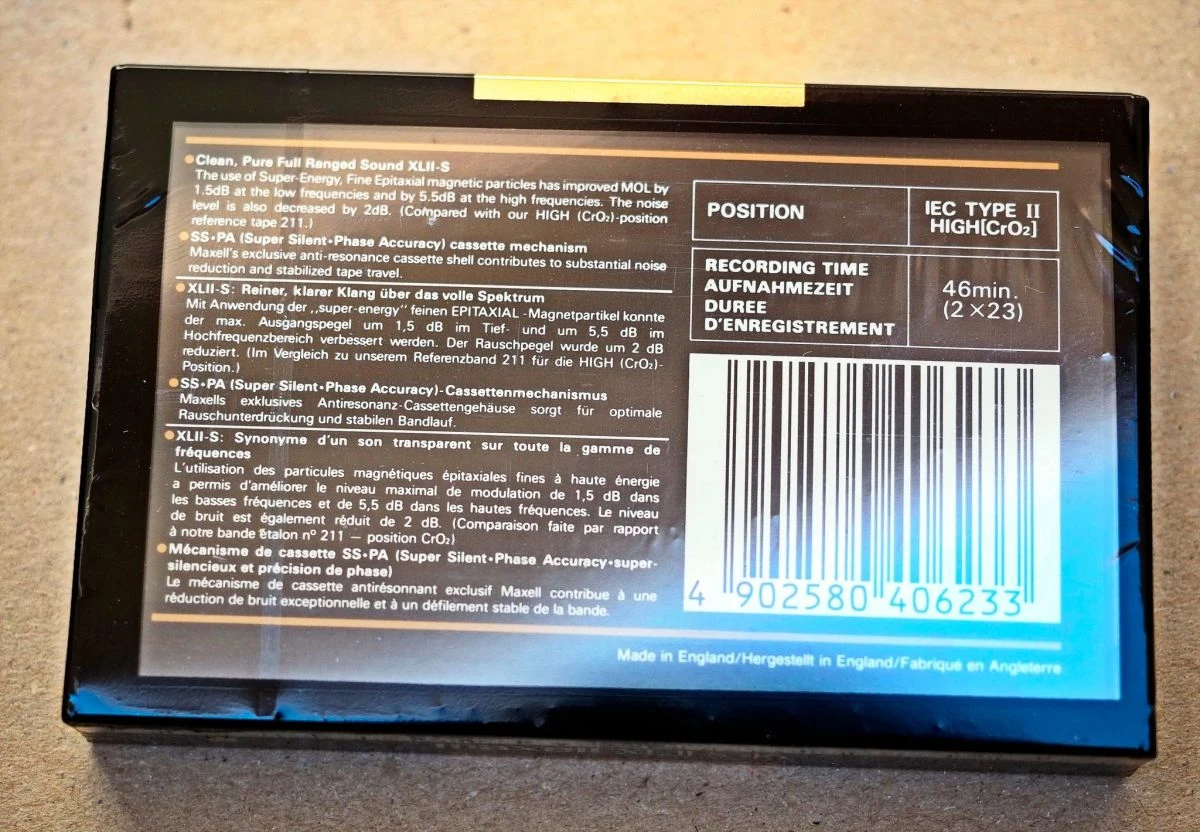 •Clean, Pure Full Ranged Sound XLII-S
The use of Super-Energy, Fine Epitaxial magnetic particles has improved MOL by
1.5dB at the low frequencies and by 5.5dB at the high frequencies. The noise
level is also decreased by 2dB. (Compared with our HIGH (CrO₂)-position
reference tape 211.)
•SS•PA (Super Silent•Phase Accuracy) cassette mechanism
Maxell's exclusive anti-resonance cassette shell contributes to substantial noise
reduction and stabilized tape travel.
•XLII-S: Reiner, klarer Klang über das volle Spektrum
Mit Anwendung der ,,super-energy‘‘ feinen EPITAXIAL -Magnetpartikel konnte
der max. Ausgangspegel um 1,5 dB im Tief- und um 5,5 dB im
Hochfrequenzbereich verbessert werden. Der Rauschpegel wurde um 2 dB
reduziert. (Im Vergleich zu unserem Referenzband 211 für die HIGH (CrO₂)-
Position.)
•SS•PA (Super Silent•Phase Accuracy)-Cassettenmechanismus
Maxells exklusives Antiresonanz-Cassettengehäuse sorgt für optimale
Rauschunterdrückung und stabilen Bandlauf.
•XLII-S: Synonyme d'un son transparent sur toute la gamme de
fréquences
L'utilisation des particules magnétiques épitaxiales fines à haute énergie
a permis d'améliorer le niveau maximal de modulation de 1,5 dB dans
les basses fréquences et de 5,5 dB dans les hautes fréquences. Le niveau
de bruit est également réduit de 2 dB. (Comparaison faite par rapport
à notre bande étalon nº 211 — position CrO₂)
•Mécanisme de cassette SS•PA (Super Silent•Phase Accuracy•super-
silencieux et précision de phase)
Le mécanisme de cassette antirésonnant exclusif Maxell contribue à une
réduction de bruit exceptionnelle et à un défilement stable de la bande.
POSITION
IEC TYPE II
HIGH[CrO₂]
RECORDING TIME
AUFNAHMEZEIT
DUREE
D'ENREGISTREMENT
46min.
(2×23)
4 902580 406233
Made in England/Hergestellt in England/Fabriqué en Angleterre